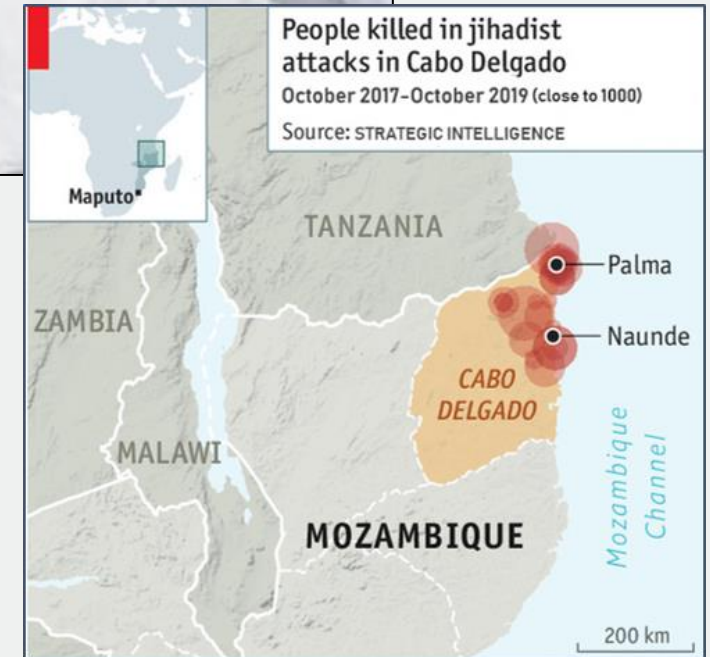 People killed in jihadist
attacks in Cabo Delgado
October 2017-October 2019 (close to 1000)
Source: STRATEGIC INTELLIGENCE
Maputo
TANZANIA
Palma
ZAMBIA
Naunde
CABO
DELGADO
MALAWI
Mozambique
Channel
MOZAMBIQUE
200 km